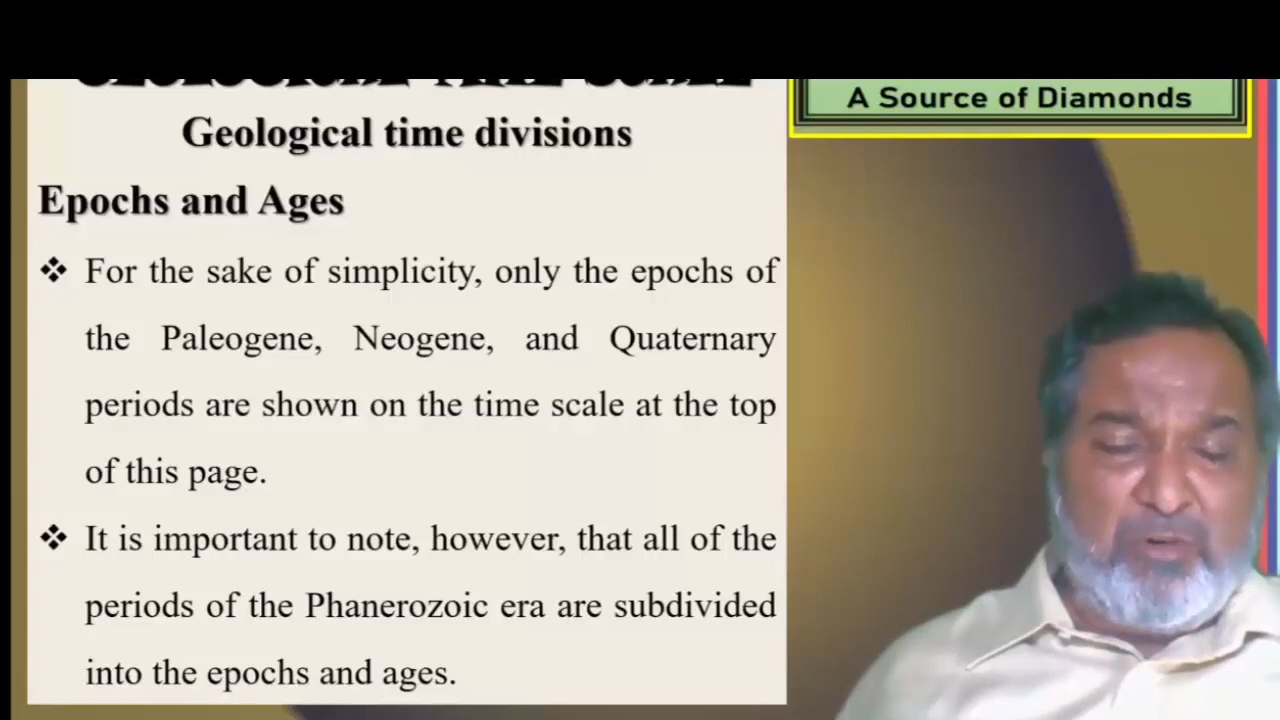 A Source of Diamonds
Geological time divisions
Epochs and Ages
❖ For the sake of simplicity, only the epochs of
the Paleogene, Neogene, and Quaternary
periods are shown on the time scale at the top
of this page.
❖ It is important to note, however, that all of the
periods of the Phanerozoic era are subdivided
into the epochs and ages.